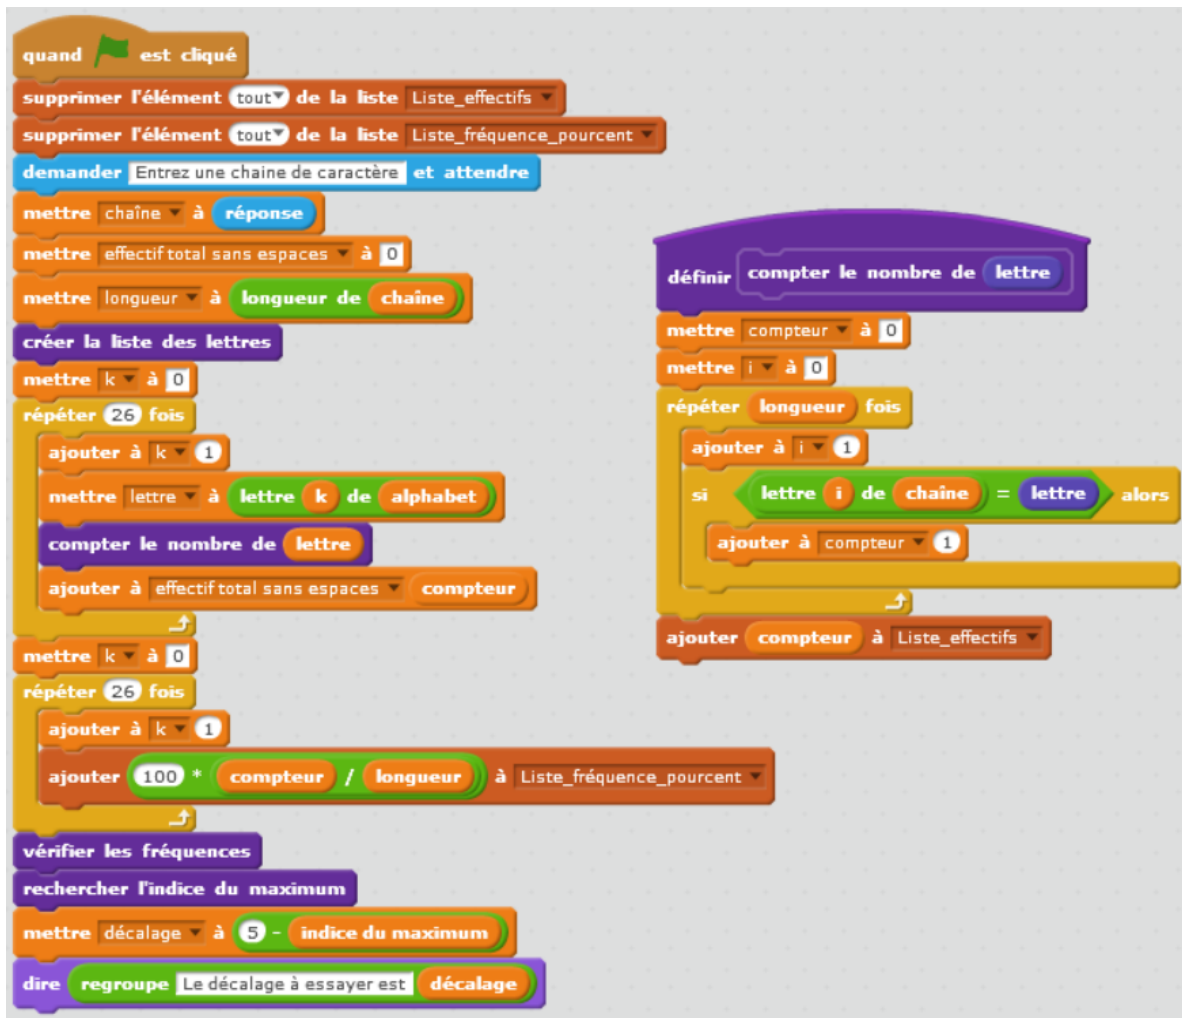 quand est cliqué
supprimer l'élément tout de la liste Liste_effectifs
supprimer l'élément tout de la liste Liste_fréquence_pourcent
demander Entrez une chaine de caractère et attendre
mettre chaîne à réponse
mettre effectif total sans espaces à 0
mettre longueur à longueur de chaîne
créer la liste des lettres
mettre k à 0
répéter 26 fois
ajouter à k 1
mettre lettre à lettre k de alphabet
compter le nombre de lettre
ajouter à effectif total sans espaces compteur
mettre k à 0
répéter 26 fois
ajouter à k 1
ajouter 100 * compteur / longueur à Liste_fréquence_pourcent
vérifier les fréquences
rechercher l'indice du maximum
mettre décalage à 5 - indice du maximum
dire regroupe Le décalage à essayer est décalage
définir compter le nombre de lettre
mettre compteur à 0
mettre i à 0
répéter longueur fois
ajouter à i 1
si lettre i de chaîne = lettre alors
ajouter à compteur 1
ajouter compteur à Liste_effectifs